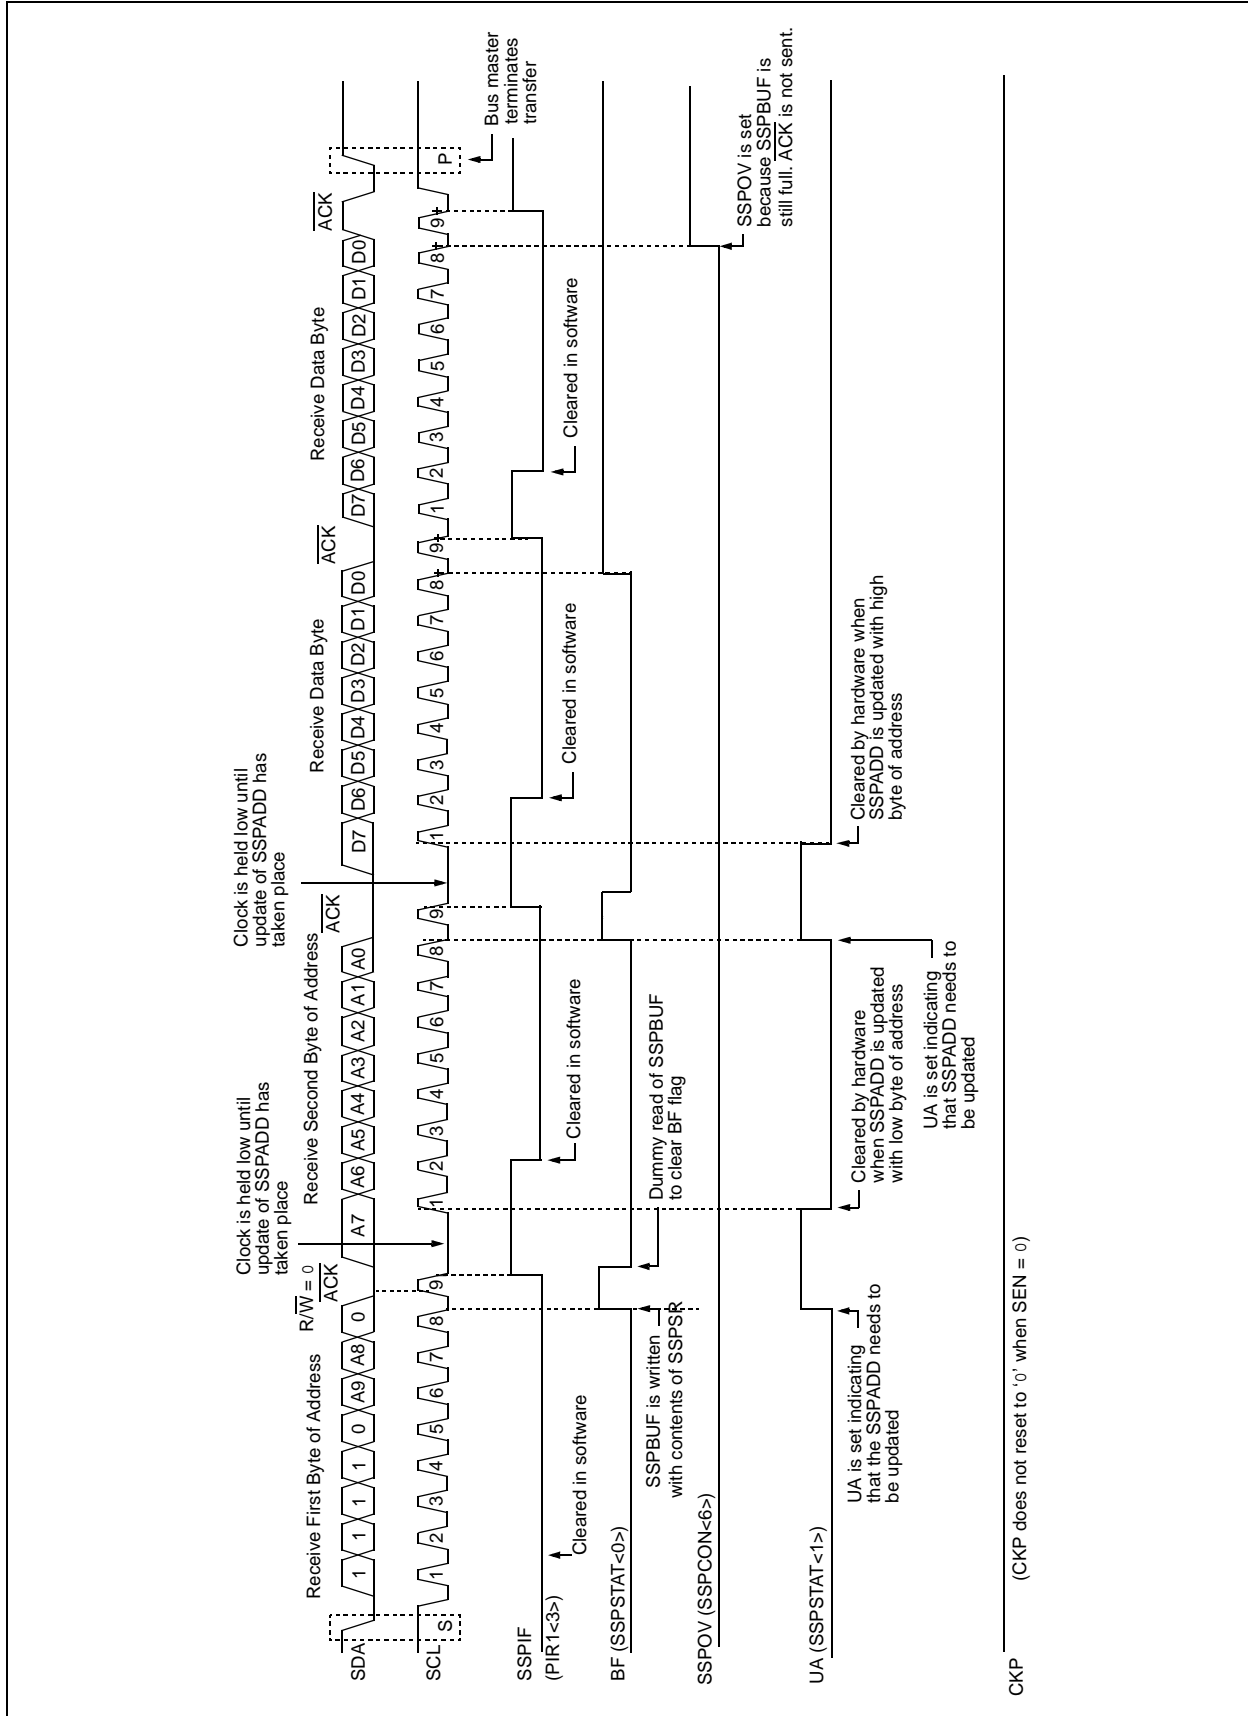 Receive First Byte of Address
R/W = 0
ACK
Clock is held low until
update of SSPADD has
taken place
Receive Second Byte of Address
ACK
Clock is held low until
update of SSPADD has
taken place
Receive Data Byte
ACK
Receive Data Byte
ACK
SDA
1 1 1 1 0 A9 A8 0 A7 A6 A5 A4 A3 A2 A1 A0 D7 D6 D5 D4 D3 D2 D1 D0 D7 D6 D5 D4 D3 D2 D1 D0
SCL
S
1 2 3 4 5 6 7 8 9 1 2 3 4 5 6 7 8 9 1 2 3 4 5 6 7 8 9 1 2 3 4 5 6 7 8 9
P
Bus master
terminates
transfer
SSPIF
(PIR1<3>)
Cleared in software
Cleared in software
Cleared in software
Cleared in software
BF (SSPSTAT<0>)
SSPBUF is written
with contents of SSPSR
Dummy read of SSPBUF
to clear BF flag
SSPOV (SSPCON<6>)
SSPOV is set
because SSPBUF is
still full. ACK is not sent.
UA (SSPSTAT<1>)
UA is set indicating
that the SSPADD needs to
be updated
Cleared by hardware
when SSPADD is updated
with low byte of address
UA is set indicating
that SSPADD needs to
be updated
Cleared by hardware when
SSPADD is updated with high
byte of address
CKP
(CKP does not reset to ‘0’ when SEN = 0)